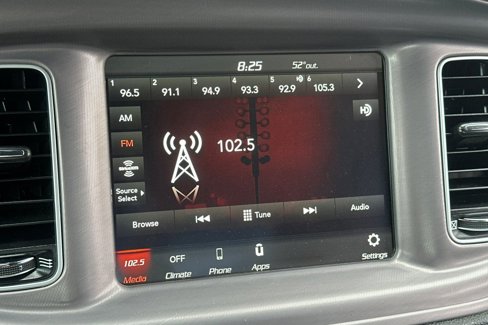 8:25 52° out.
1 2 3 4 5 6
96.5 91.1 94.9 93.3 92.9 105.3
AM
FM
102.5
SiriusXM
Source
Select
Browse
Tune
Audio
102.5
OFF
Media
Climate
Phone
Apps
Settings